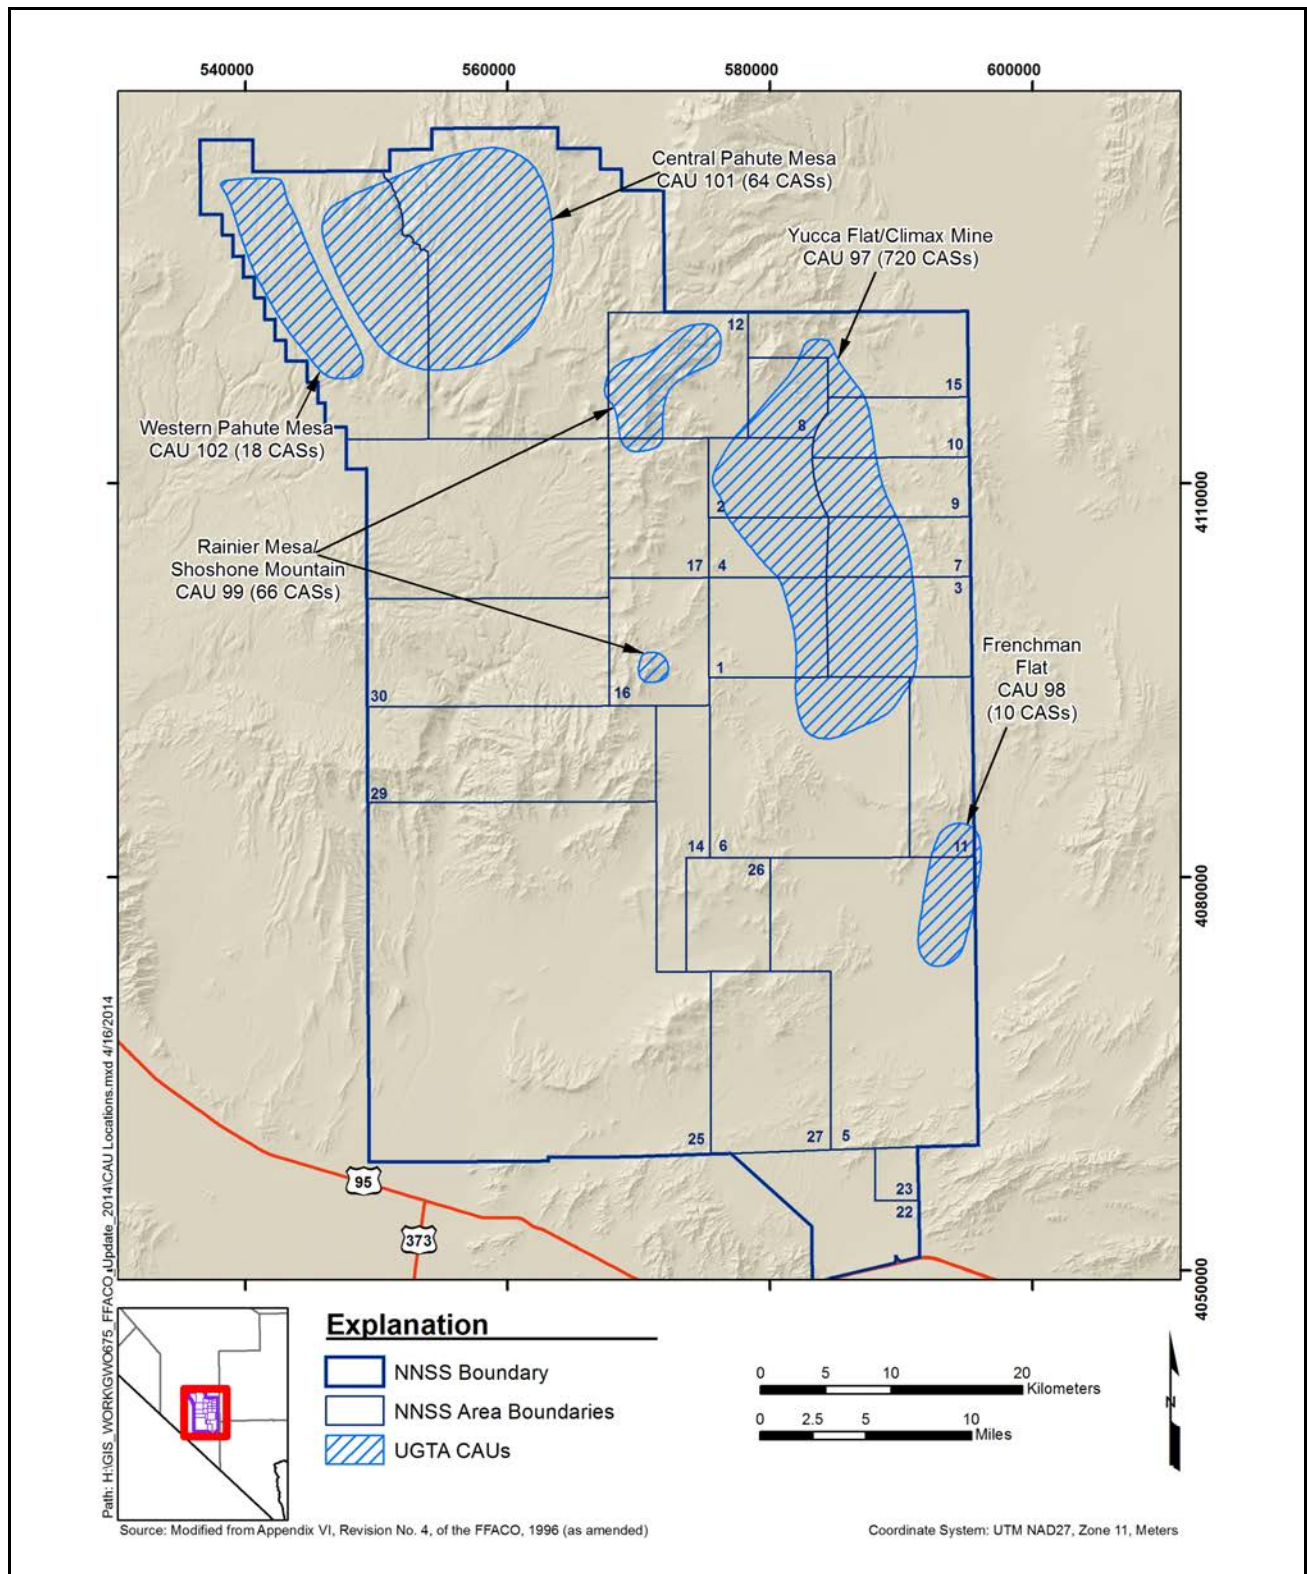 540000
560000
580000
600000
Central Pahute Mesa
CAU 101 (64 CASs)
Yucca Flat/Climax Mine
CAU 97 (720 CASs)
12
15
Western Pahute Mesa
CAU 102 (18 CASs)
8
10
4110000
2
9
Rainier Mesa/
Shoshone Mountain
CAU 99 (66 CASs)
17
4
7
3
Frenchman
Flat
CAU 98
(10 CASs)
1
16
30
29
14
6
11
26
4080000
25
27
5
95
23
22
373
4050000
Path: H:\GIS_WORK\GWO675_FFACO_Update_2014\CAU Locations.mxd 4/16/2014
Explanation
NNSS Boundary
NNSS Area Boundaries
UGTA CAUs
0 5 10 20
Kilometers
0 2.5 5 10
Miles
N
Source: Modified from Appendix VI, Revision No. 4, of the FFACO, 1996 (as amended)
Coordinate System: UTM NAD27, Zone 11, Meters